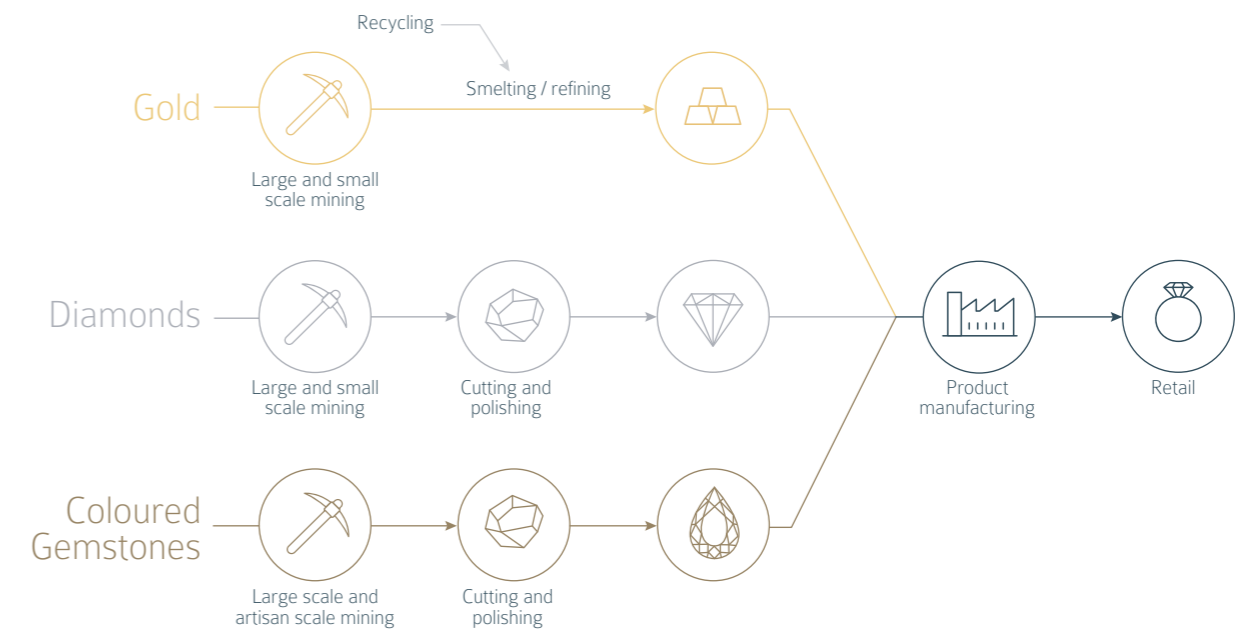 Recycling
Smelting / refining
Gold
Large and small
scale mining
Diamonds
Large and small
scale mining
Cutting and
polishing
Product
manufacturing
Retail
Coloured
Gemstones
Large scale and
artisan scale mining
Cutting and
polishing